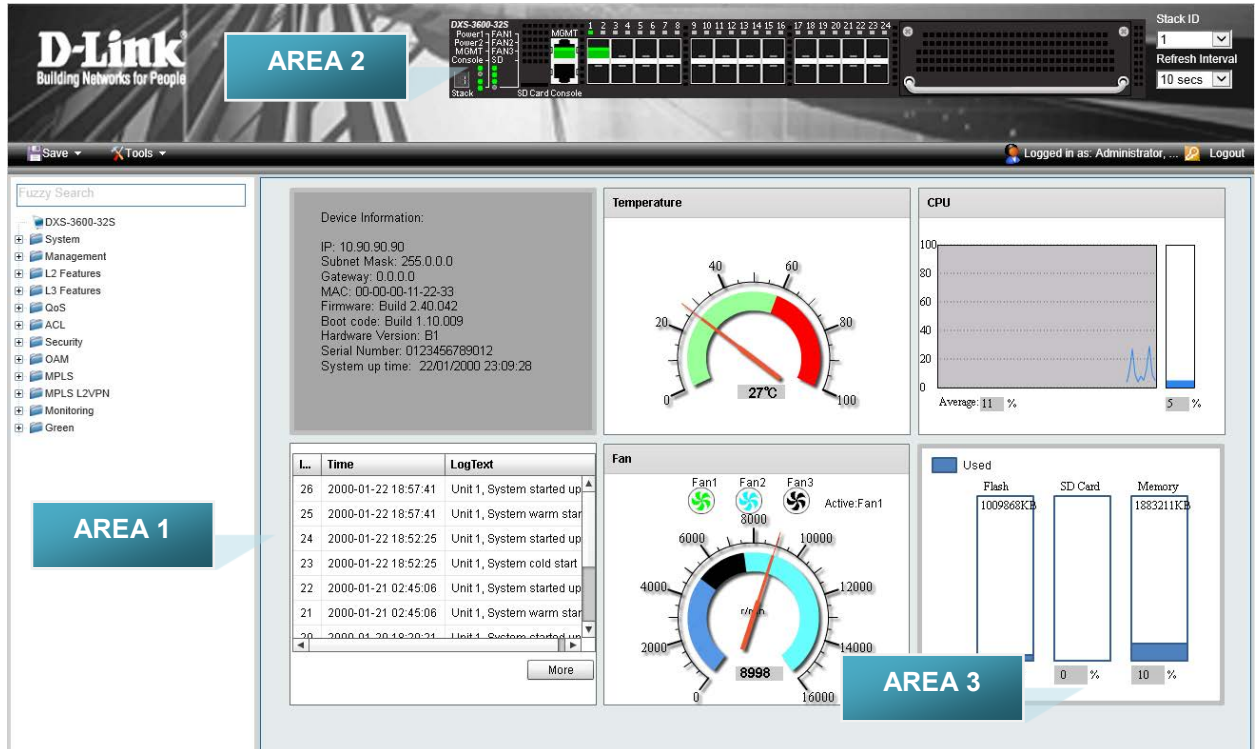 D-Link
Building Networks for People
AREA 2
DXS-3600-32S
Power1 FAN1
Power2 FAN2
MGMT FAN3
Console SD
Stack
SD Card Console
MGMT
1 2 3 4 5 6 7 8 9 10 11 12 13 14 15 16 17 18 19 20 21 22 23 24
Stack ID
1
Refresh Interval
10 secs
Save
Tools
Logged in as: Administrator, ...
Logout
Fuzzy Search
DXS-3600-32S
System
Management
L2 Features
L3 Features
QoS
ACL
Security
OAM
MPLS
MPLS L2VPN
Monitoring
Green
AREA 1
Device Information:
IP: 10.90.90.90
Subnet Mask: 255.0.0.0
Gateway: 0.0.0.0
MAC: 00-00-00-11-22-33
Firmware: Build 2.40.042
Boot code: Build 1.10.009
Hardware Version: B1
Serial Number: 0123456789012
System up time: 22/01/2000 23:09:28
Temperature
0 20 40 60 80 100
27°C
CPU
100
80
60
40
20
0
Average: 11 %
5 %
I... Time LogText
26 2000-01-22 18:57:41 Unit 1, System started up
25 2000-01-22 18:57:41 Unit 1, System warm star
24 2000-01-22 18:52:25 Unit 1, System started up
23 2000-01-22 18:52:25 Unit 1, System cold start
22 2000-01-21 02:45:06 Unit 1, System started up
21 2000-01-21 02:45:06 Unit 1, System warm star
20 2000-01-20 18:20:21 Unit 1, System started up
More
Fan
Fan1 Fan2 Fan3
Active:Fan1
0 2000 4000 6000 8000 10000 12000 14000 16000
r/min
8998
Used
Flash SD Card Memory
1009868KB 1883211KB
0 %
10 %
AREA 3